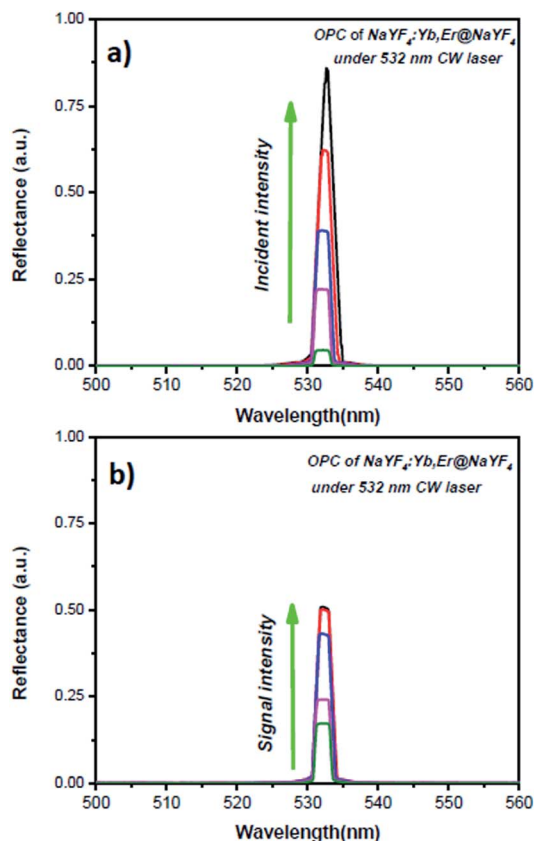 a)
OPC of NaYF₄:Yb,Er@NaYF₄
under 532 nm CW laser
Incident intensity
Reflectance (a.u.)
1.00
0.75
0.50
0.25
0.00
500 510 520 530 540 550 560
Wavelength(nm)
b)
OPC of NaYF₄:Yb,Er@NaYF₄
under 532 nm CW laser
Signal intensity
Reflectance (a.u.)
1.00
0.75
0.50
0.25
0.00
500 510 520 530 540 550 560
Wavelength(nm)